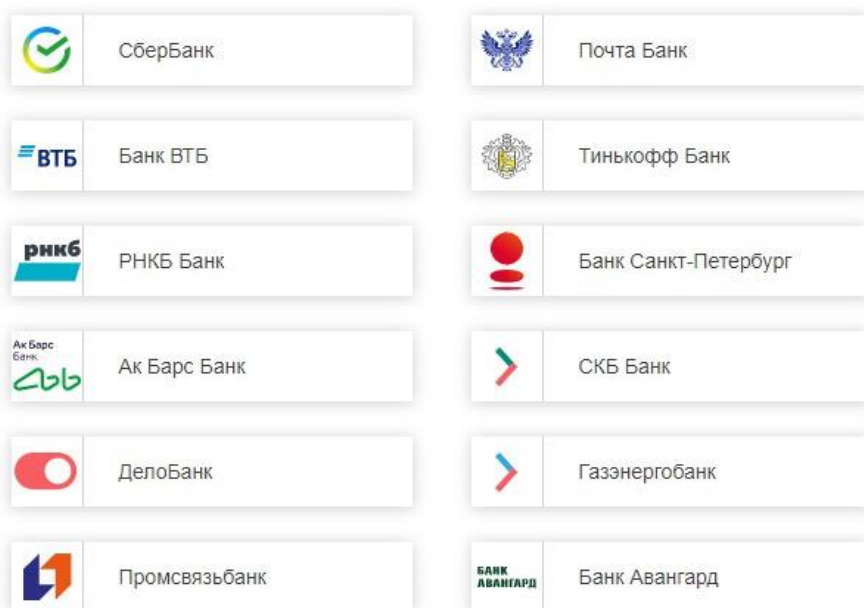 СберБанк
Почта Банк
ВТБ
Банк ВТБ
Тинькофф Банк
рнкб
РНКБ Банк
Банк Санкт-Петербург
Ак Барс
Банк
Ак Барс Банк
СКБ Банк
ДелоБанк
Газэнергобанк
Промсвязьбанк
БАНК
АВАНГАРД
Банк Авангард